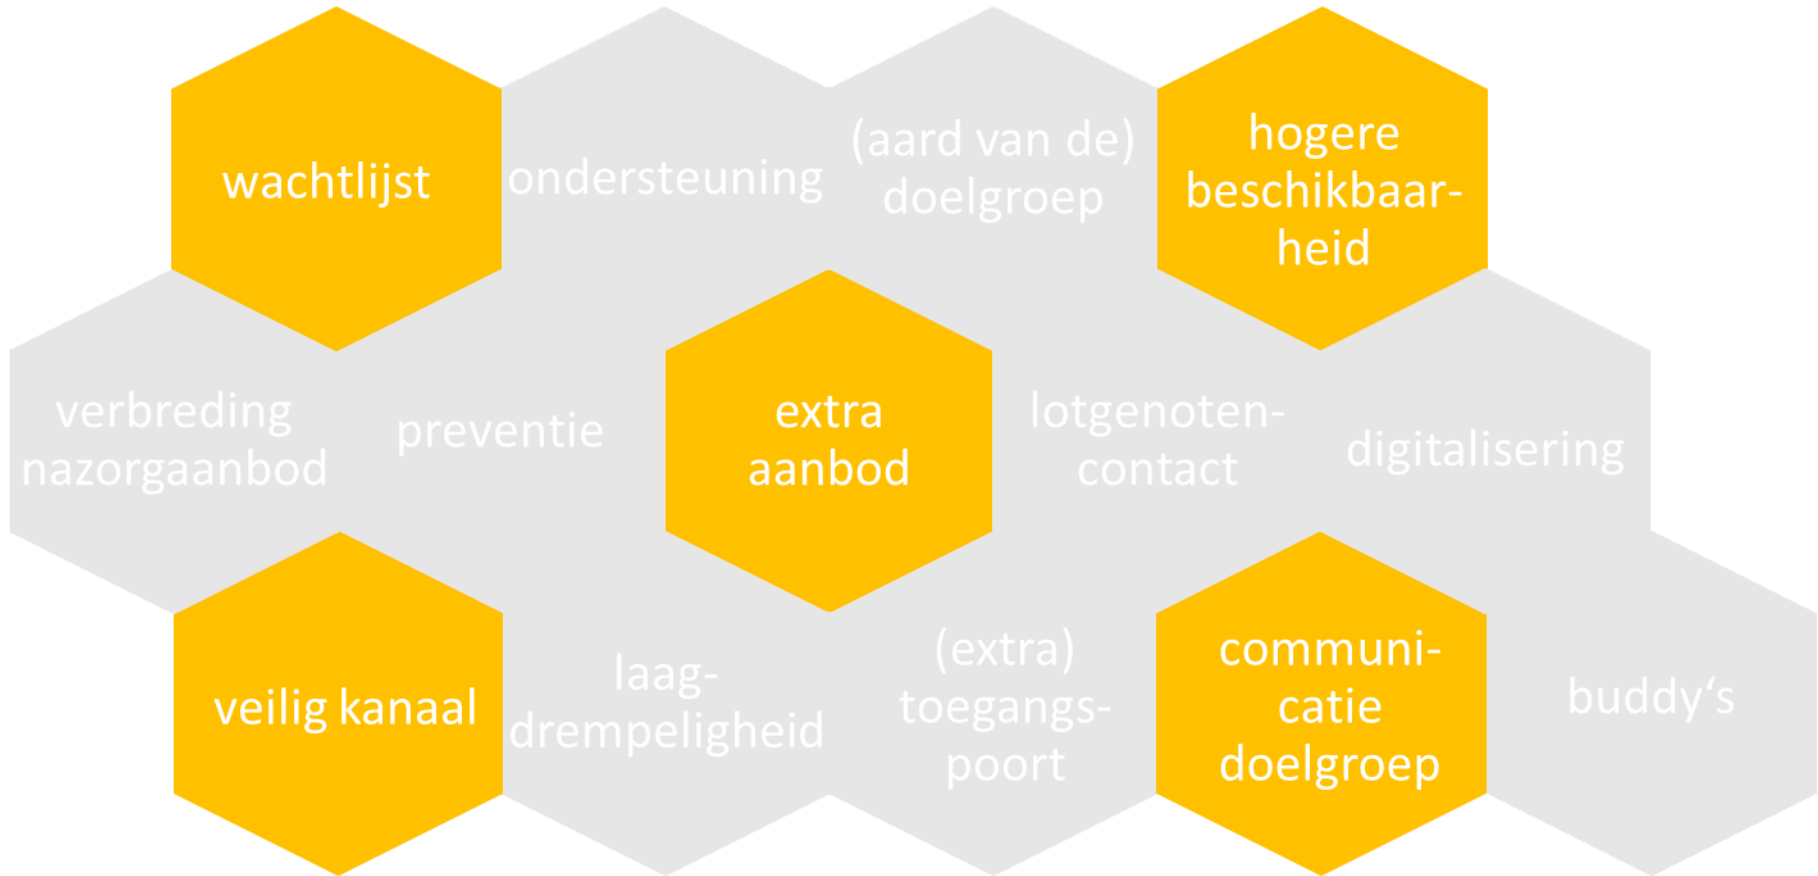 wachtlijst
ondersteuning
(aard van de)
doelgroep
hogere
beschikbaar-
heid
verbreding
nazorgaanbod
preventie
extra
aanbod
lotgenoten-
contact
digitalisering
veilig kanaal
laag-
drempeligheid
(extra)
toegangs-
poort
communi-
catie
doelgroep
buddy‘s